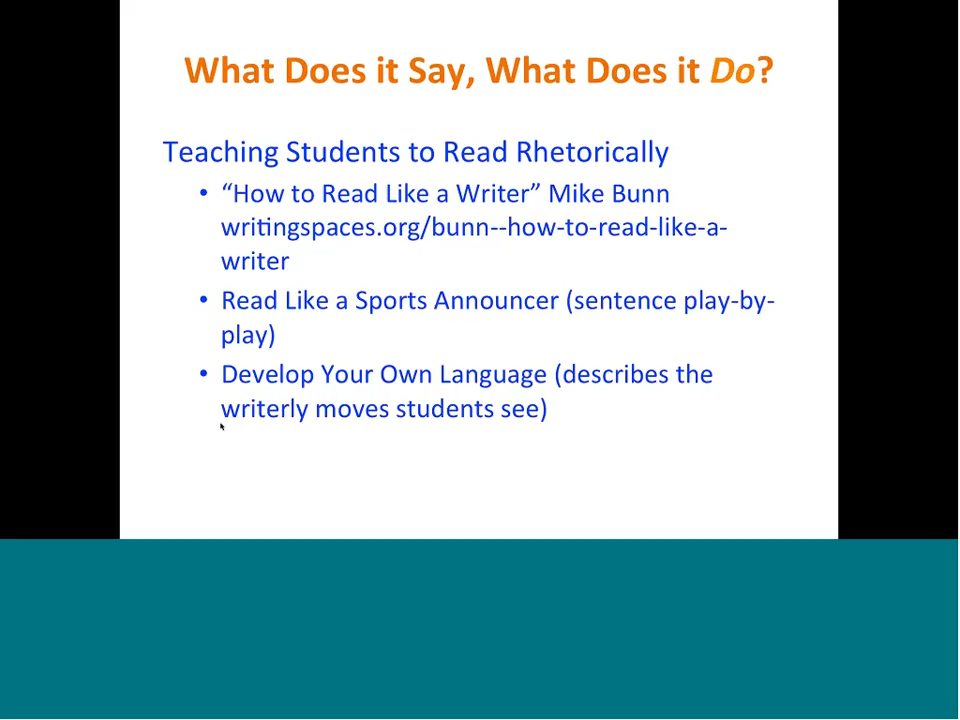 What Does it Say, What Does it Do?
Teaching Students to Read Rhetorically
• “How to Read Like a Writer” Mike Bunn
writingspaces.org/bunn--how-to-read-like-a-
writer
• Read Like a Sports Announcer (sentence play-by-
play)
• Develop Your Own Language (describes the
writerly moves students see)